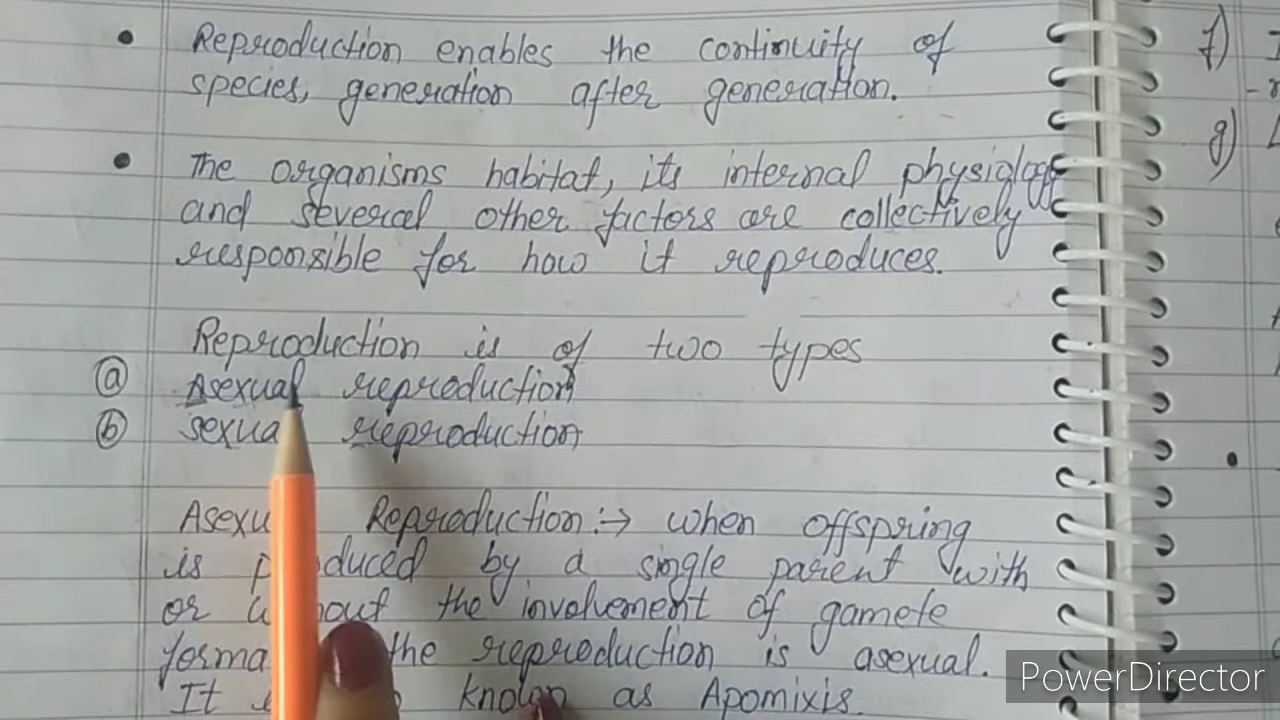 Reproduction enables the continuity of
species, generation after generation.
The organisms habitat, its internal physiology
and several other factors are collectively
responsible for how it reproduces.
Reproduction is of two types
(a) Asexual reproduction
(b) sexual reproduction
Reproduction :→ when offspring
is produced by a single parent with
or without the involvement of gamete
the reproduction is asexual.
It known as Apomixis.
f)
g)
PowerDirector